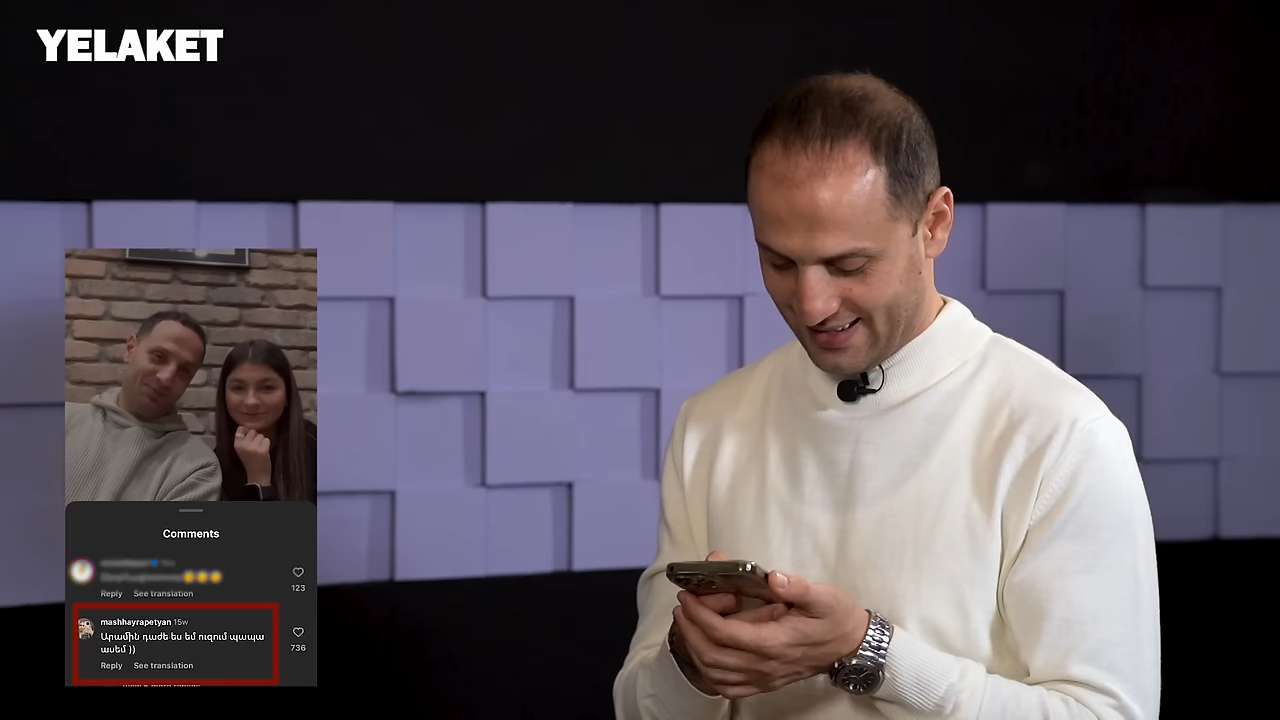 YELAKET
Comments
Reply See translation
123
mashhayrapetyan 15w
Արամին դաժե ես եմ ուզում պապա
ասեմ ))
736
Reply See translation